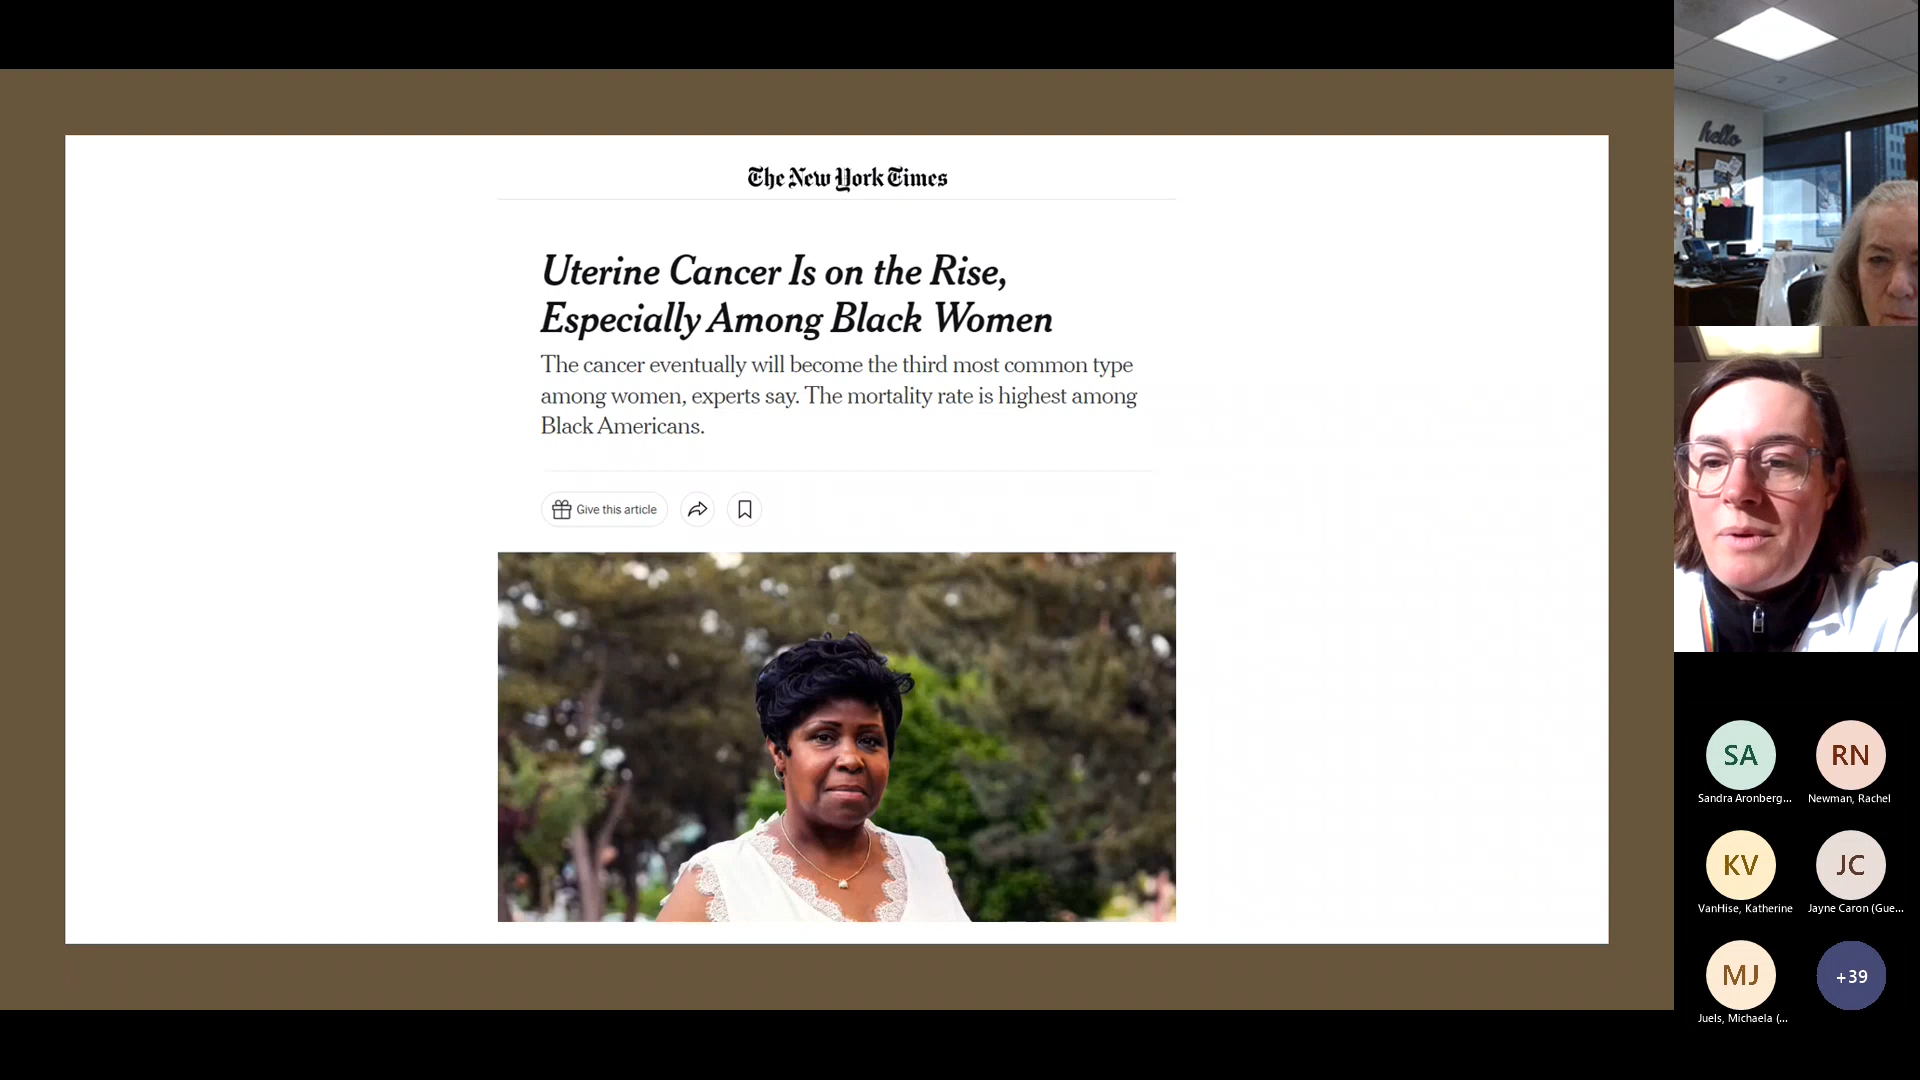 The New York Times
Uterine Cancer Is on the Rise,
Especially Among Black Women
The cancer eventually will become the third most common type
among women, experts say. The mortality rate is highest among
Black Americans.
Give this article
hello
SA
RN
Sandra Aronberg...
Newman, Rachel
KV
JC
VanHise, Katherine
Jayne Caron (Gue...
MJ
+39
Juels, Michaela (...